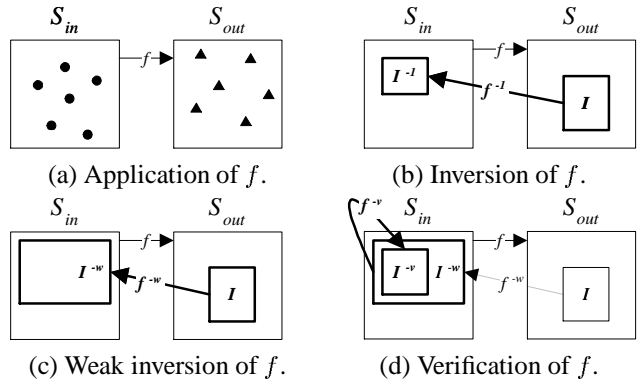 S_in S_out S_in S_out
f f
I⁻¹ f⁻¹ I
(a) Application of f. (b) Inversion of f.
S_in S_out f⁻ᵛ S_in S_out
f f
I⁻ʷ f⁻ʷ I I⁻ᵛ I⁻ʷ f⁻ʷ I
(c) Weak inversion of f. (d) Verification of f.